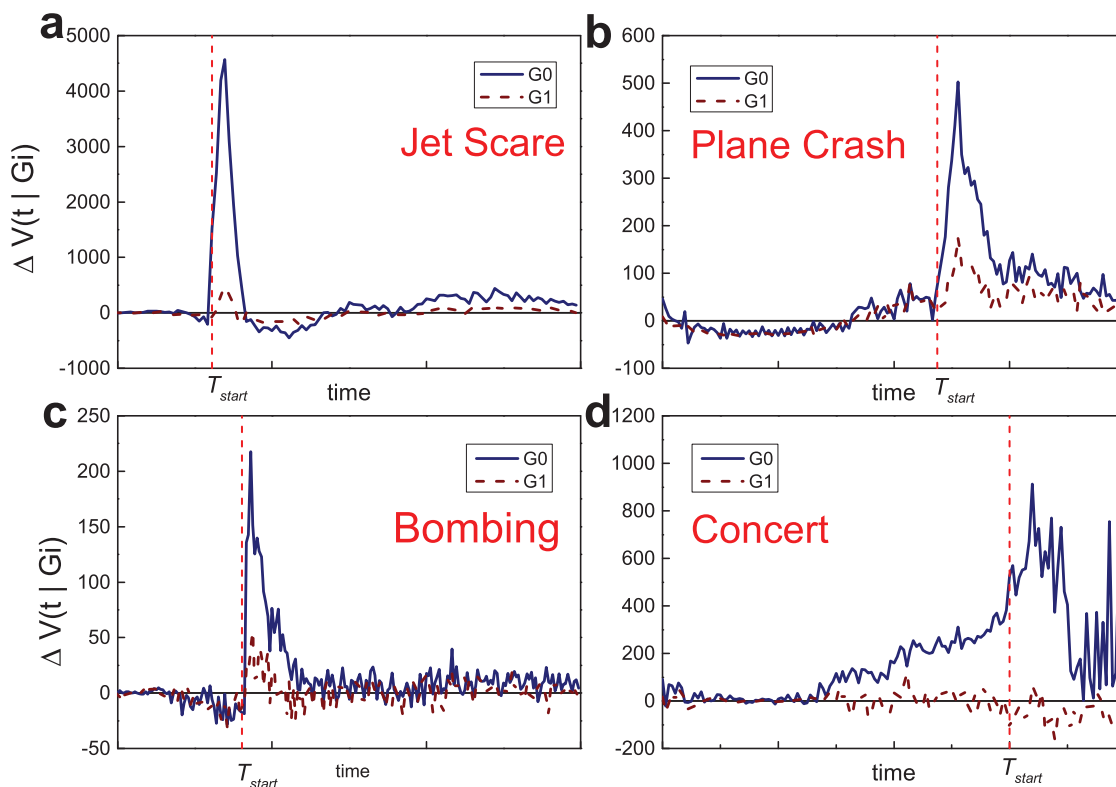 a
5000
4000
3000
2000
1000
0
-1000
Δ V(t | Gi)
G0
G1
Jet Scare
T_start
time
b
600
500
400
300
200
100
0
-100
G0
G1
Plane Crash
time
T_start
c
250
200
150
100
50
0
-50
Δ V(t | Gi)
G0
G1
Bombing
T_start
time
d
1200
1000
800
600
400
200
0
-200
G0
G1
Concert
time
T_start